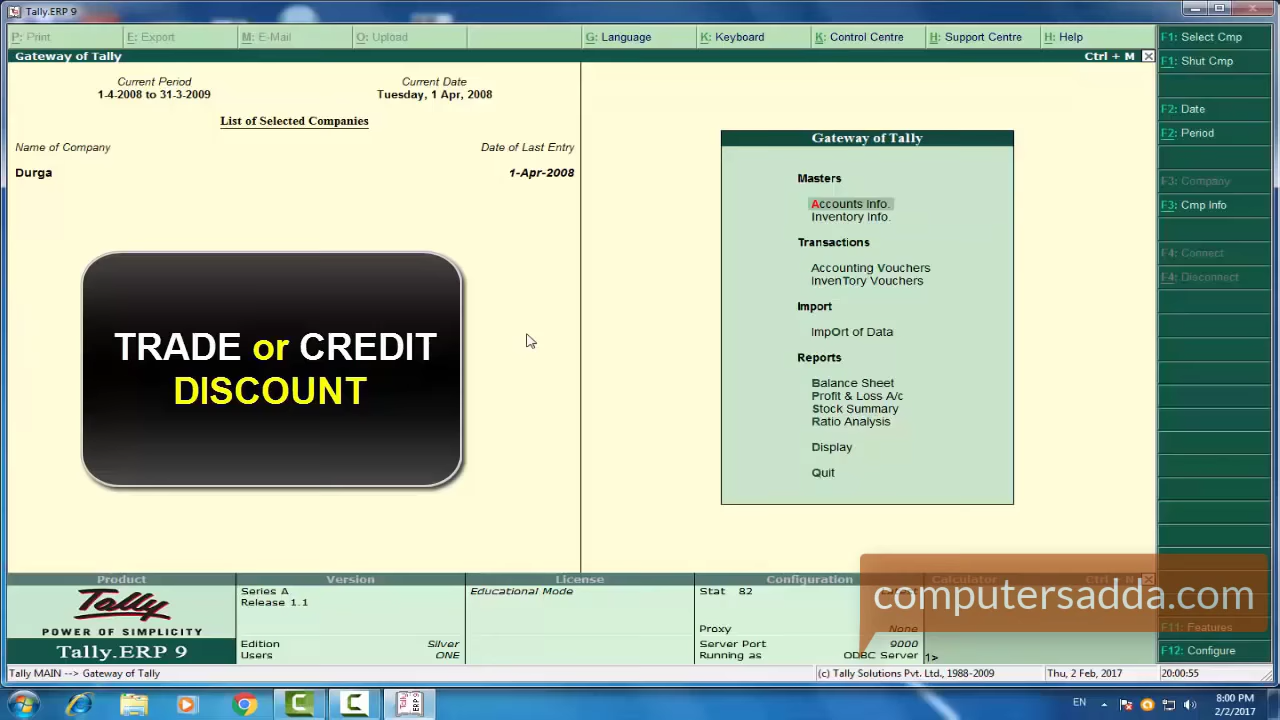 Tally.ERP 9
P: Print
E: Export
M: E-Mail
O: Upload
G: Language
K: Keyboard
K: Control Centre
H: Support Centre
H: Help
F1: Select Cmp
F1: Shut Cmp
F2: Date
F2: Period
F3: Company
F3: Cmp Info
F4: Connect
F4: Disconnect
Gateway of Tally
Ctrl + M
Current Period
1-4-2008 to 31-3-2009
Current Date
Tuesday, 1 Apr, 2008
List of Selected Companies
Name of Company
Date of Last Entry
Durga
1-Apr-2008
TRADE or CREDIT
DISCOUNT
Gateway of Tally
Masters
Accounts Info.
Inventory Info.
Transactions
Accounting Vouchers
InvenTory Vouchers
Import
ImpOrt of Data
Reports
Balance Sheet
Profit & Loss A/c
Stock Summary
Ratio Analysis
Display
Quit
Product
Tally
POWER OF SIMPLICITY
Tally.ERP 9
Version
Series A
Release 1.1
Edition Silver
Users ONE
License
Educational Mode
Configuration
Stat 82
Proxy None
Server Port 9000
Running as ODBC Server
Calculator
Ctrl + N
computersadda.com
1>
F11: Features
F12: Configure
Tally MAIN --> Gateway of Tally
(c) Tally Solutions Pvt. Ltd., 1988-2009
Thu, 2 Feb, 2017
20:00:55
EN
8:00 PM
2/2/2017